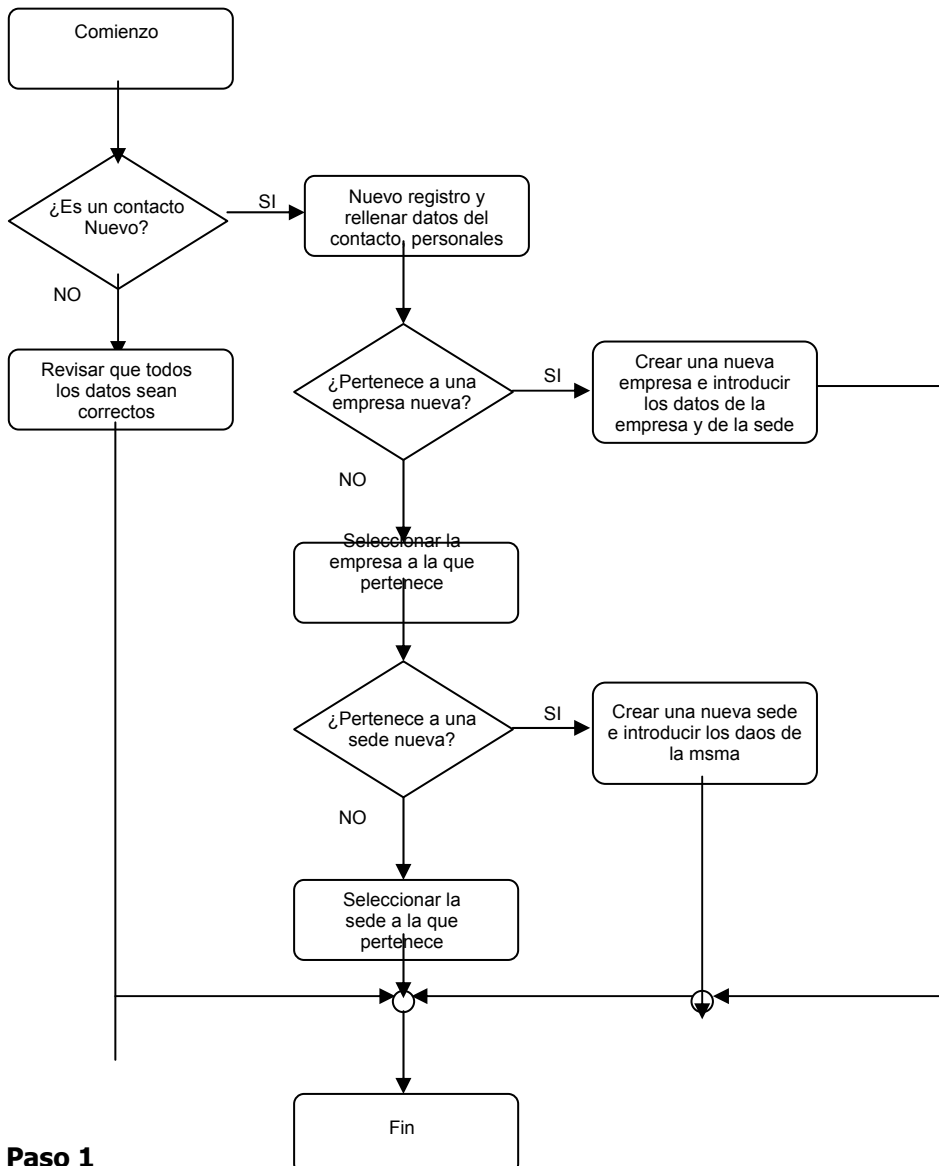 Comienzo
¿Es un contacto
Nuevo?
SI
Nuevo registro y
rellenar datos del
contacto, personales
NO
Revisar que todos
los datos sean
correctos
¿Pertenece a una
empresa nueva?
SI
Crear una nueva
empresa e introducir
los datos de la
empresa y de la sede
NO
Seleccionar la
empresa a la que
pertenece
¿Pertenece a una
sede nueva?
SI
Crear una nueva sede
e introducir los daos de
la msma
NO
Seleccionar la
sede a la que
pertenece
Fin
Paso 1